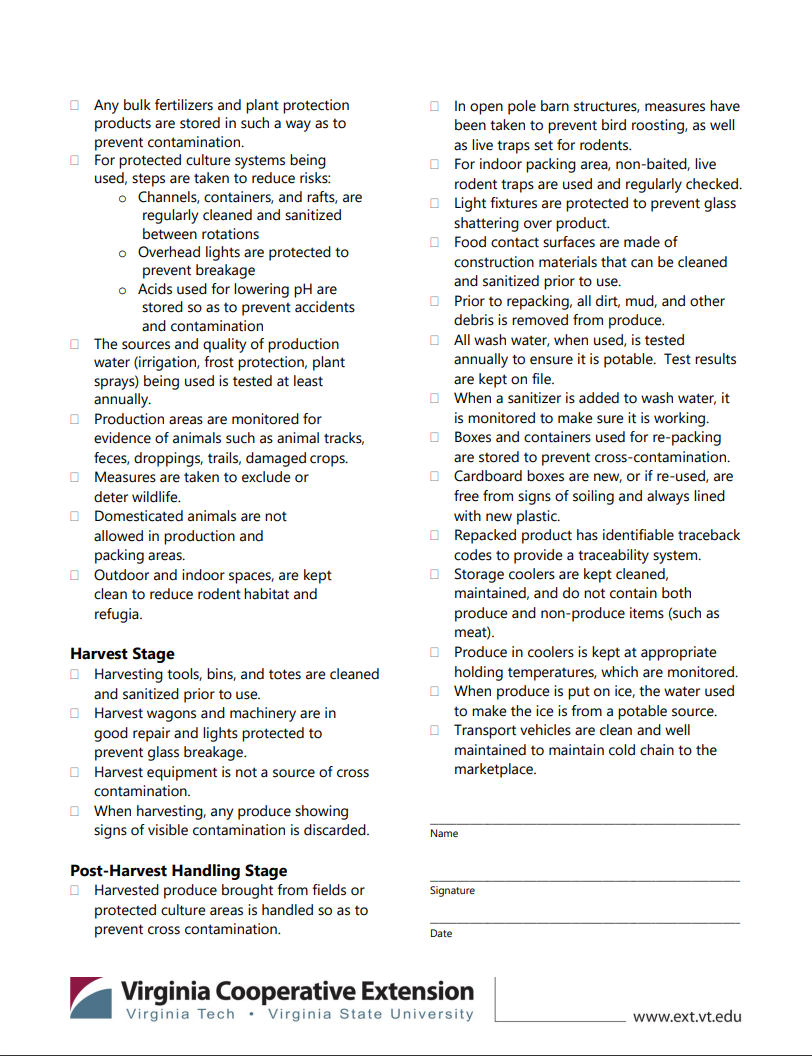 ☐ Any bulk fertilizers and plant protection
products are stored in such a way as to
prevent contamination.
☐ For protected culture systems being
used, steps are taken to reduce risks:
o Channels, containers, and rafts, are
regularly cleaned and sanitized
between rotations
o Overhead lights are protected to
prevent breakage
o Acids used for lowering pH are
stored so as to prevent accidents
and contamination
☐ The sources and quality of production
water (irrigation, frost protection, plant
sprays) being used is tested at least
annually.
☐ Production areas are monitored for
evidence of animals such as animal tracks,
feces, droppings, trails, damaged crops.
☐ Measures are taken to exclude or
deter wildlife.
☐ Domesticated animals are not
allowed in production and
packing areas.
☐ Outdoor and indoor spaces, are kept
clean to reduce rodent habitat and
refugia.
Harvest Stage
☐ Harvesting tools, bins, and totes are cleaned
and sanitized prior to use.
☐ Harvest wagons and machinery are in
good repair and lights protected to
prevent glass breakage.
☐ Harvest equipment is not a source of cross
contamination.
☐ When harvesting, any produce showing
signs of visible contamination is discarded.
Post-Harvest Handling Stage
☐ Harvested produce brought from fields or
protected culture areas is handled so as to
prevent cross contamination.
☐ In open pole barn structures, measures have
been taken to prevent bird roosting, as well
as live traps set for rodents.
☐ For indoor packing area, non-baited, live
rodent traps are used and regularly checked.
☐ Light fixtures are protected to prevent glass
shattering over product.
☐ Food contact surfaces are made of
construction materials that can be cleaned
and sanitized prior to use.
☐ Prior to repacking, all dirt, mud, and other
debris is removed from produce.
☐ All wash water, when used, is tested
annually to ensure it is potable.  Test results
are kept on file.
☐ When a sanitizer is added to wash water, it
is monitored to make sure it is working.
☐ Boxes and containers used for re-packing
are stored to prevent cross-contamination.
☐ Cardboard boxes are new, or if re-used, are
free from signs of soiling and always lined
with new plastic.
☐ Repacked product has identifiable traceback
codes to provide a traceability system.
☐ Storage coolers are kept cleaned,
maintained, and do not contain both
produce and non-produce items (such as
meat).
☐ Produce in coolers is kept at appropriate
holding temperatures, which are monitored.
☐ When produce is put on ice, the water used
to make the ice is from a potable source.
☐ Transport vehicles are clean and well
maintained to maintain cold chain to the
marketplace.
Name
Signature
Date
Virginia Cooperative Extension
Virginia Tech • Virginia State University
www.ext.vt.edu